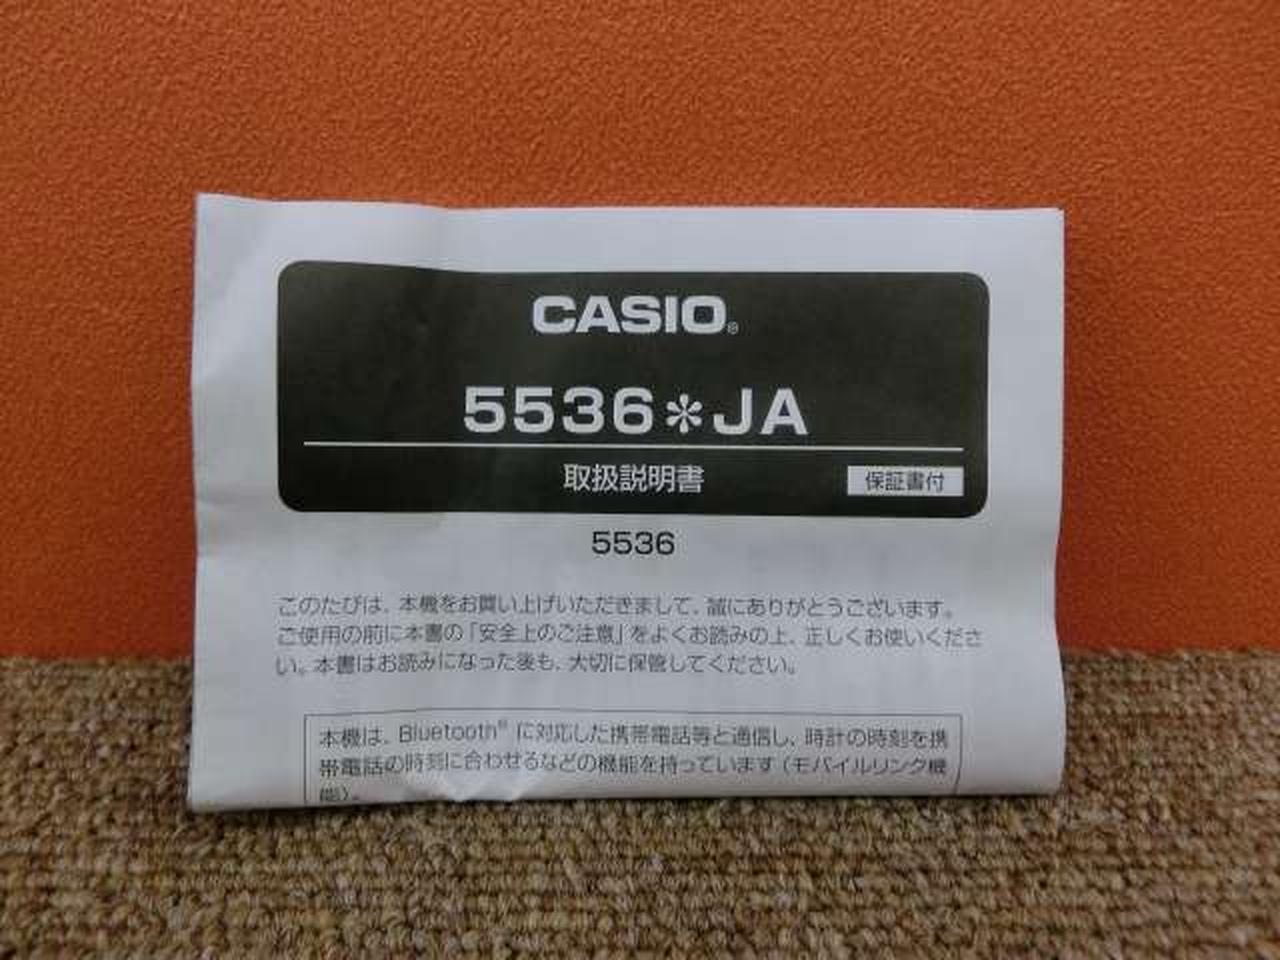 CASIO®
5536✽JA
取扱説明書
保証書付
5536
このたびは、本機をお買い上げいただきまして、誠にありがとうございます。
ご使用の前に本書の「安全上のご注意」をよくお読みの上、正しくお使いくださ
い。本書はお読みになった後も、大切に保管してください。
本機は、Bluetooth®に対応した携帯電話等と通信し、時計の時刻を携
帯電話の時刻に合わせるなどの機能を持っています(モバイルリンク機
能)。